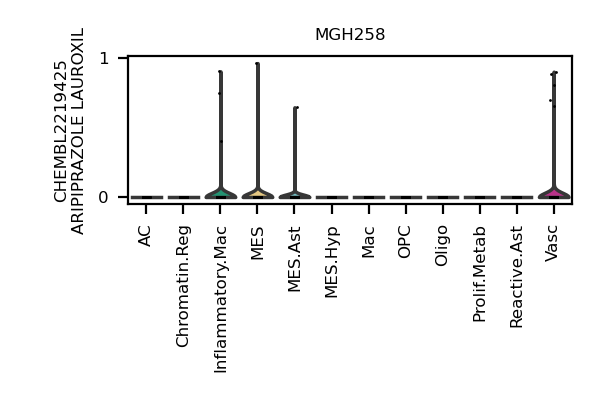 MGH258
CHEMBL2219425
ARIPIPRAZOLE LAUROXIL
1
0
AC
Chromatin.Reg
Inflammatory.Mac
MES
MES.Ast
MES.Hyp
Mac
OPC
Oligo
Prolif.Metab
Reactive.Ast
Vasc